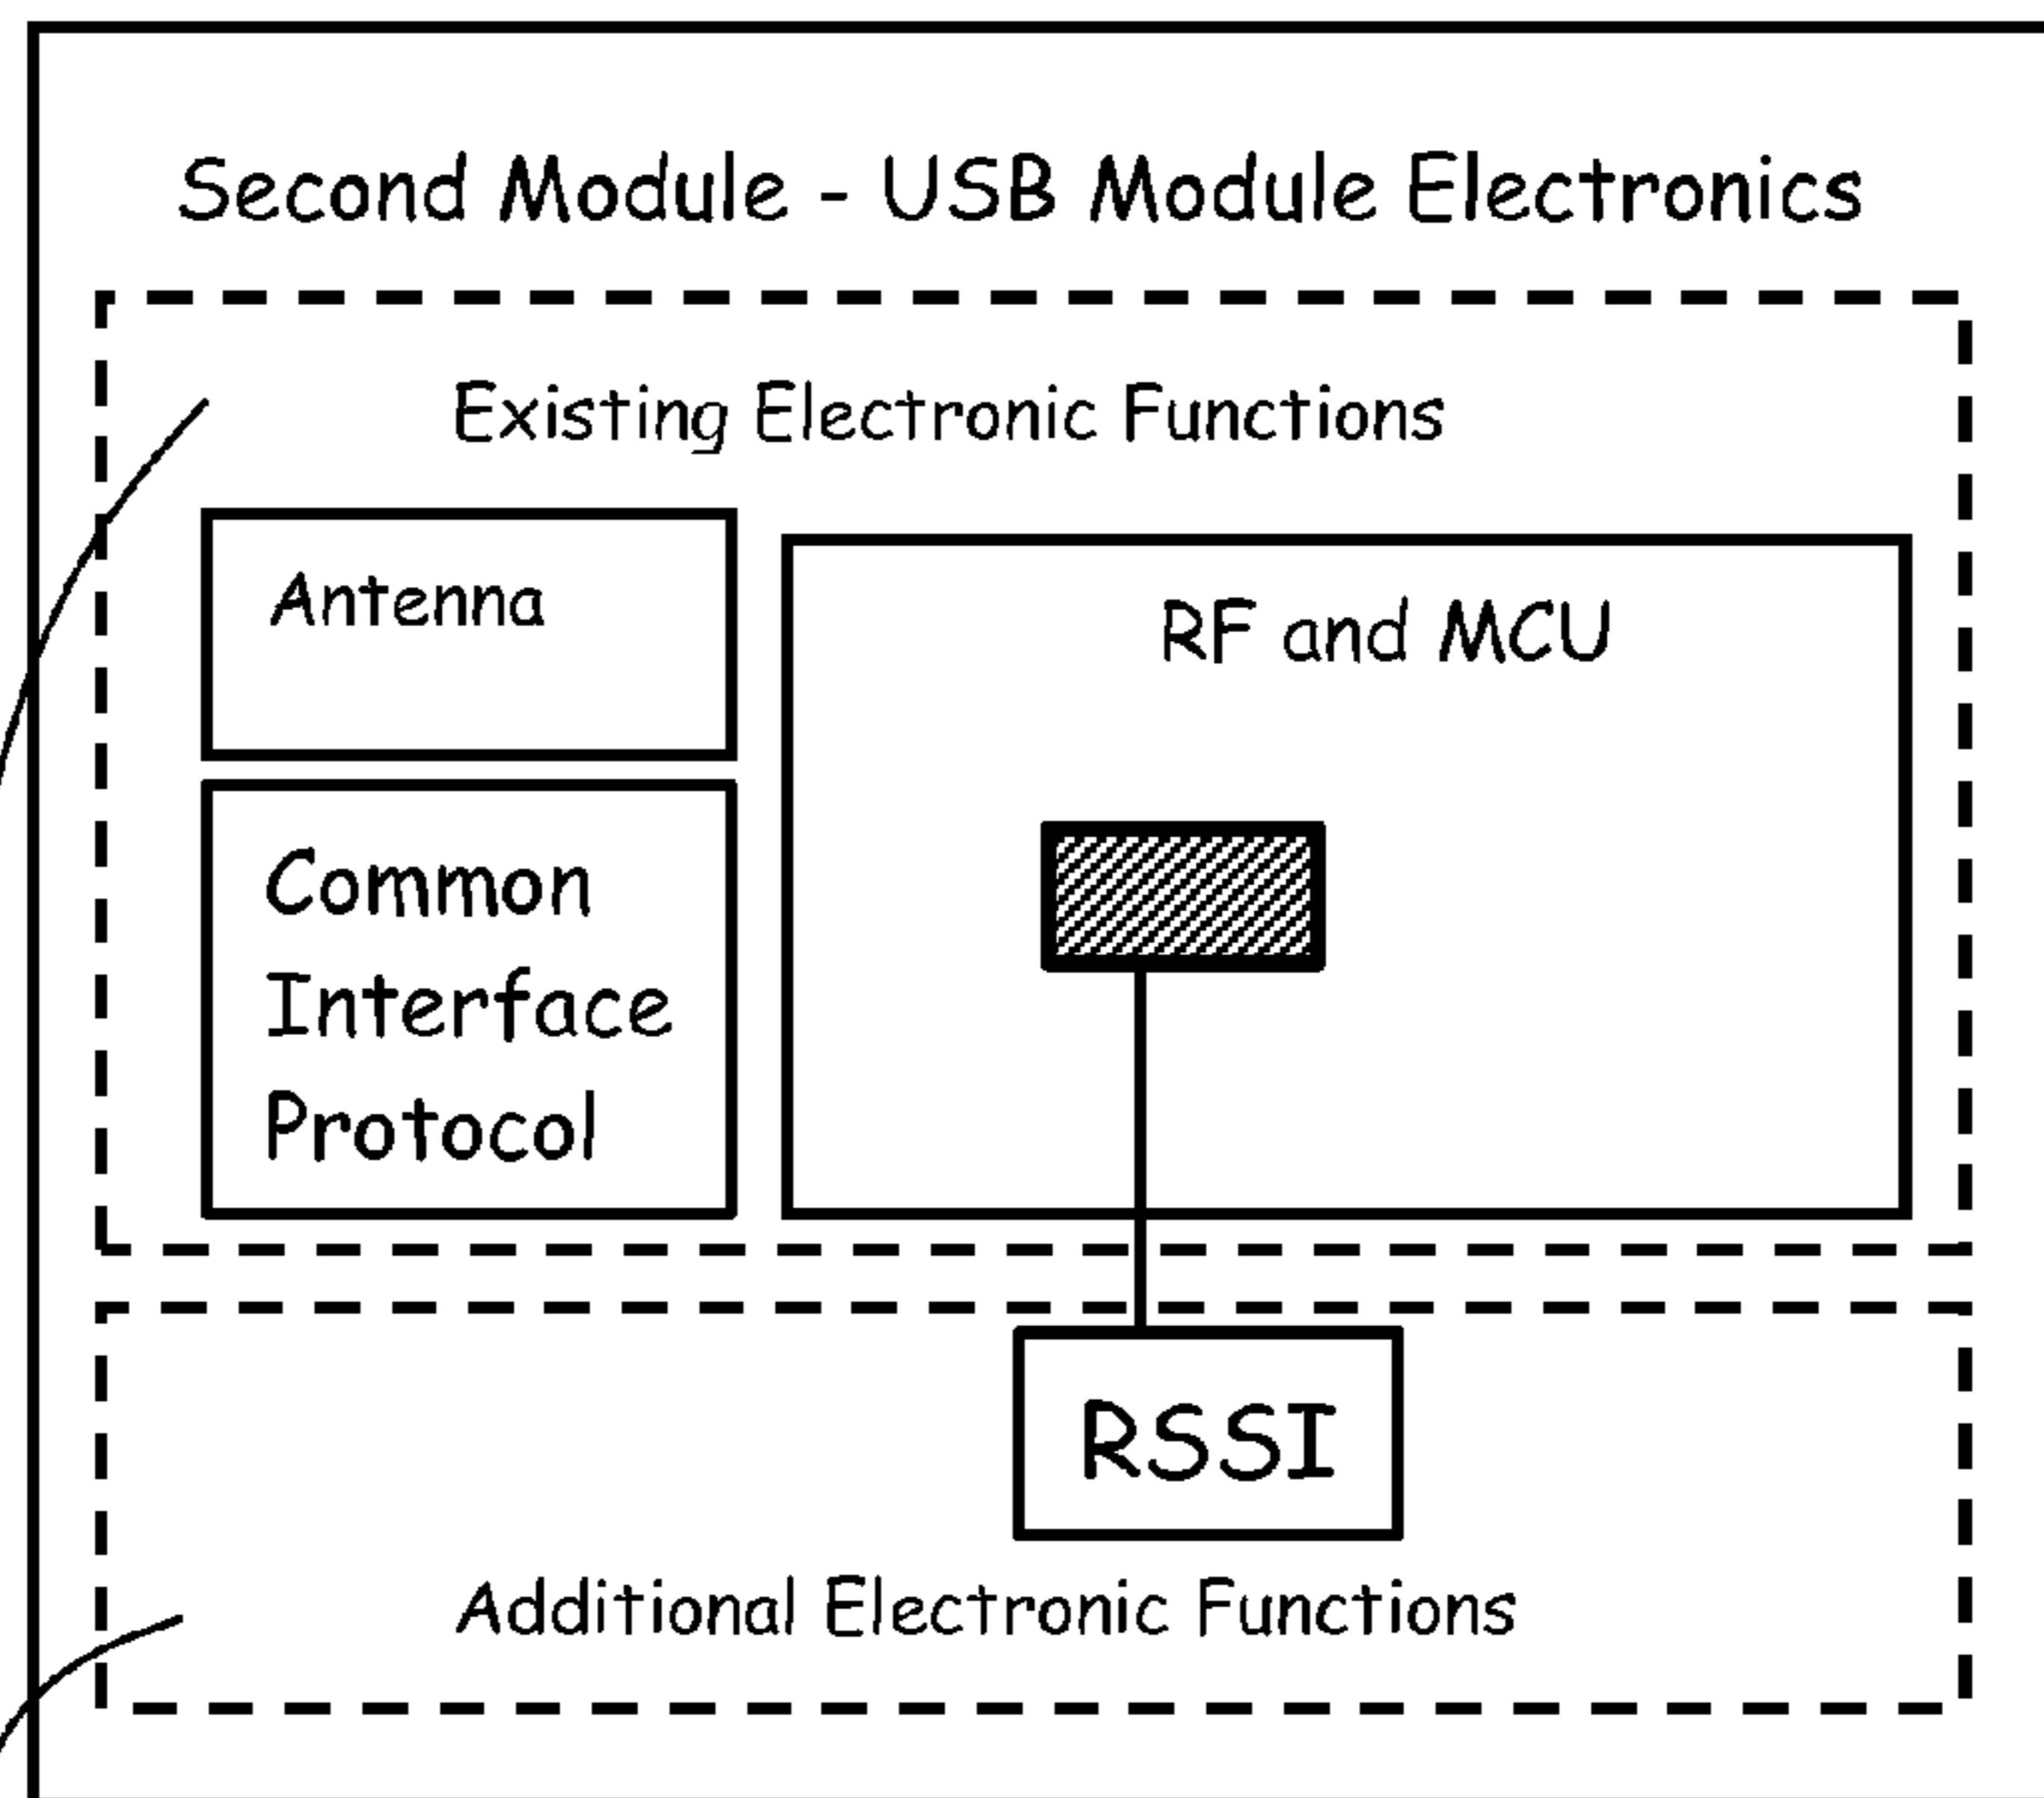 Second Module - USB Module Electronics
Existing Electronic Functions
Antenna
RF and MCU
Common
Interface
Protocol
RSSI
Additional Electronic Functions